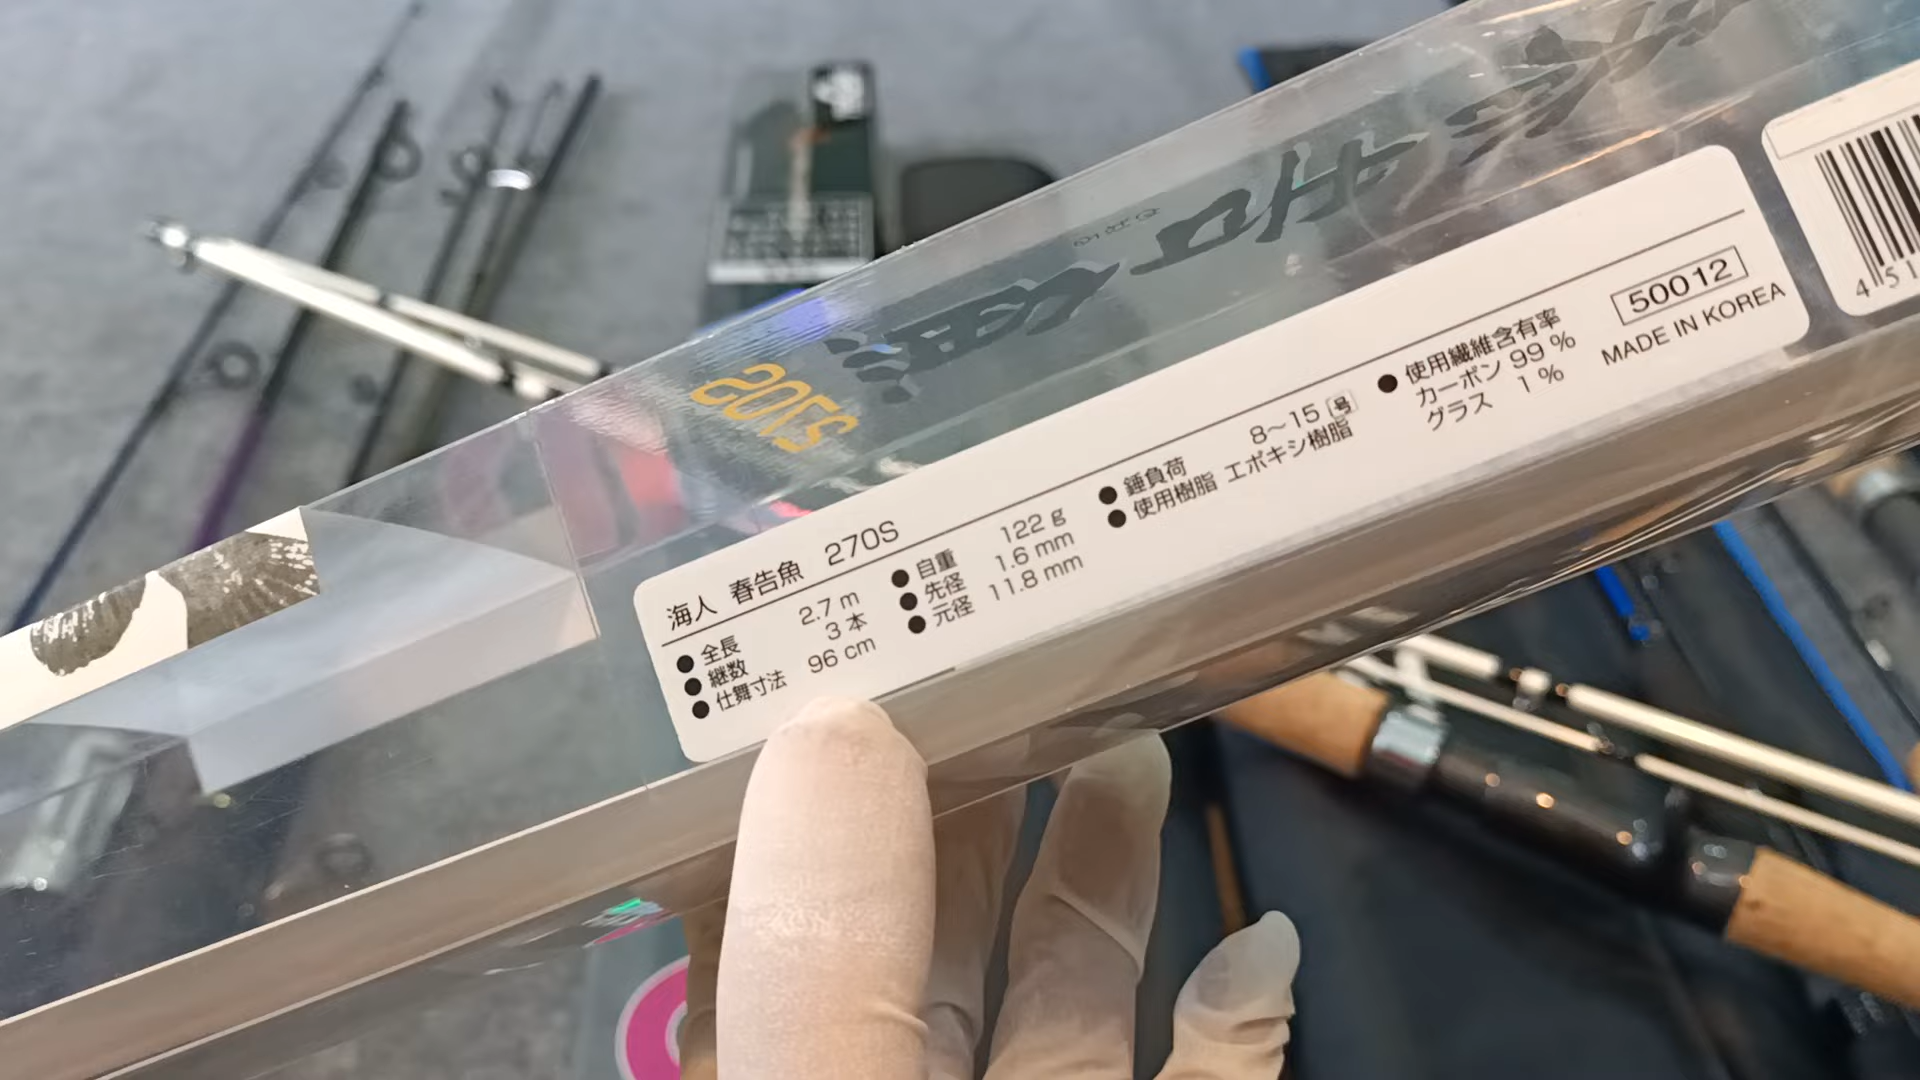 海人 春告魚 270S
● 全長 2.7 m
● 継数 3 本
● 仕舞寸法 96 cm
● 自重 122 g
● 先径 1.6 mm
● 元径 11.8 mm
● 錘負荷 8～15 号
● 使用樹脂 エポキシ樹脂
● 使用繊維含有率
カーボン 99 %
グラス 1 %
50012
MADE IN KOREA
270S
4 51